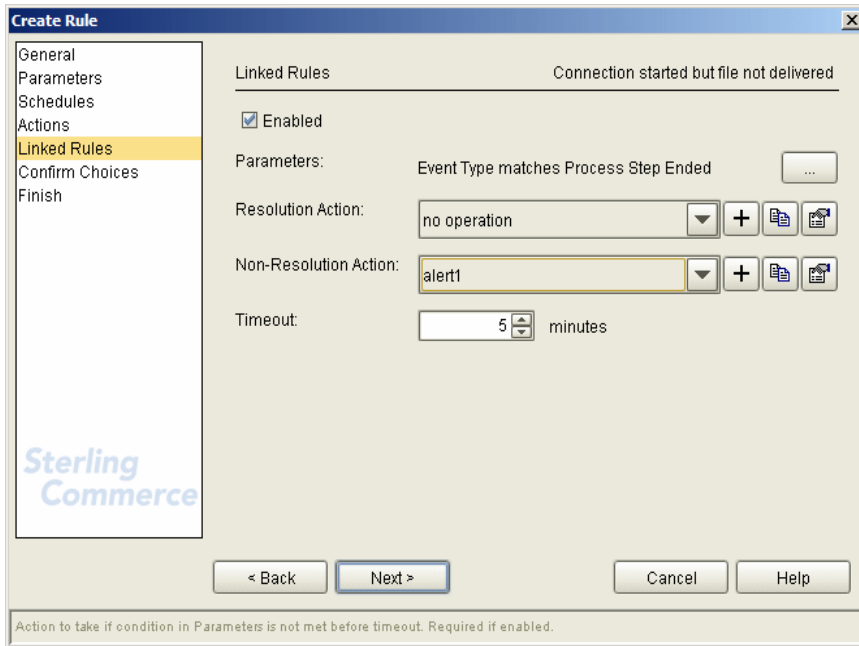 Create Rule
General
Parameters
Schedules
Actions
Linked Rules
Confirm Choices
Finish
Sterling
Commerce
Linked Rules Connection started but file not delivered
Enabled
Parameters: Event Type matches Process Step Ended ...
Resolution Action: no operation
Non-Resolution Action: alert1
Timeout: 5 minutes
< Back Next > Cancel Help
Action to take if condition in Parameters is not met before timeout. Required if enabled.